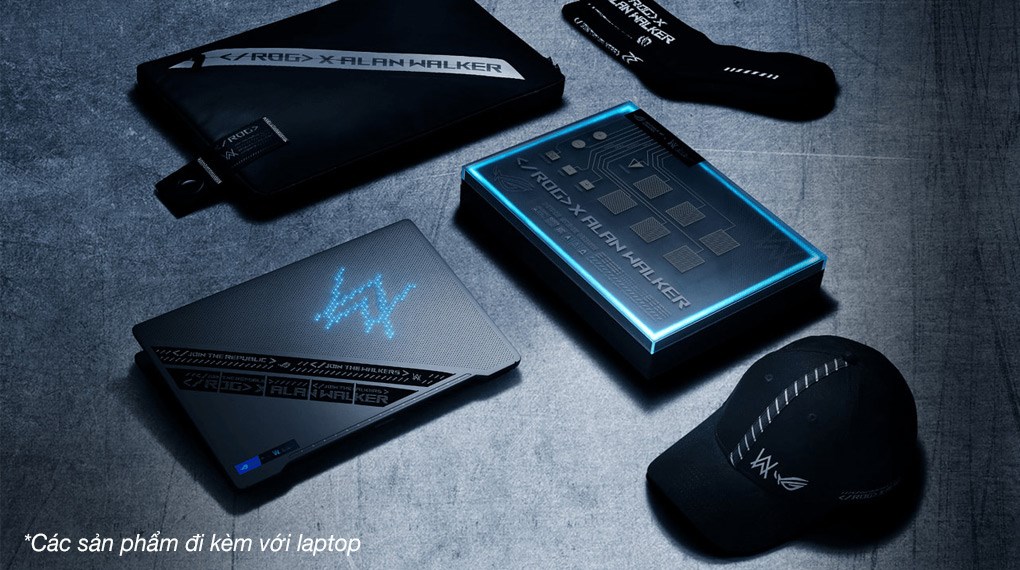 </ROG> X ALAN WALKER
</ROG> X
ALAN WALKER
</ROG>
</ROG> X ALAN WALKER
</JOIN THE REPUBLIC
</JOIN THE WALKERS
</ROG> X ALAN WALKER
*Các sản phẩm đi kèm với laptop